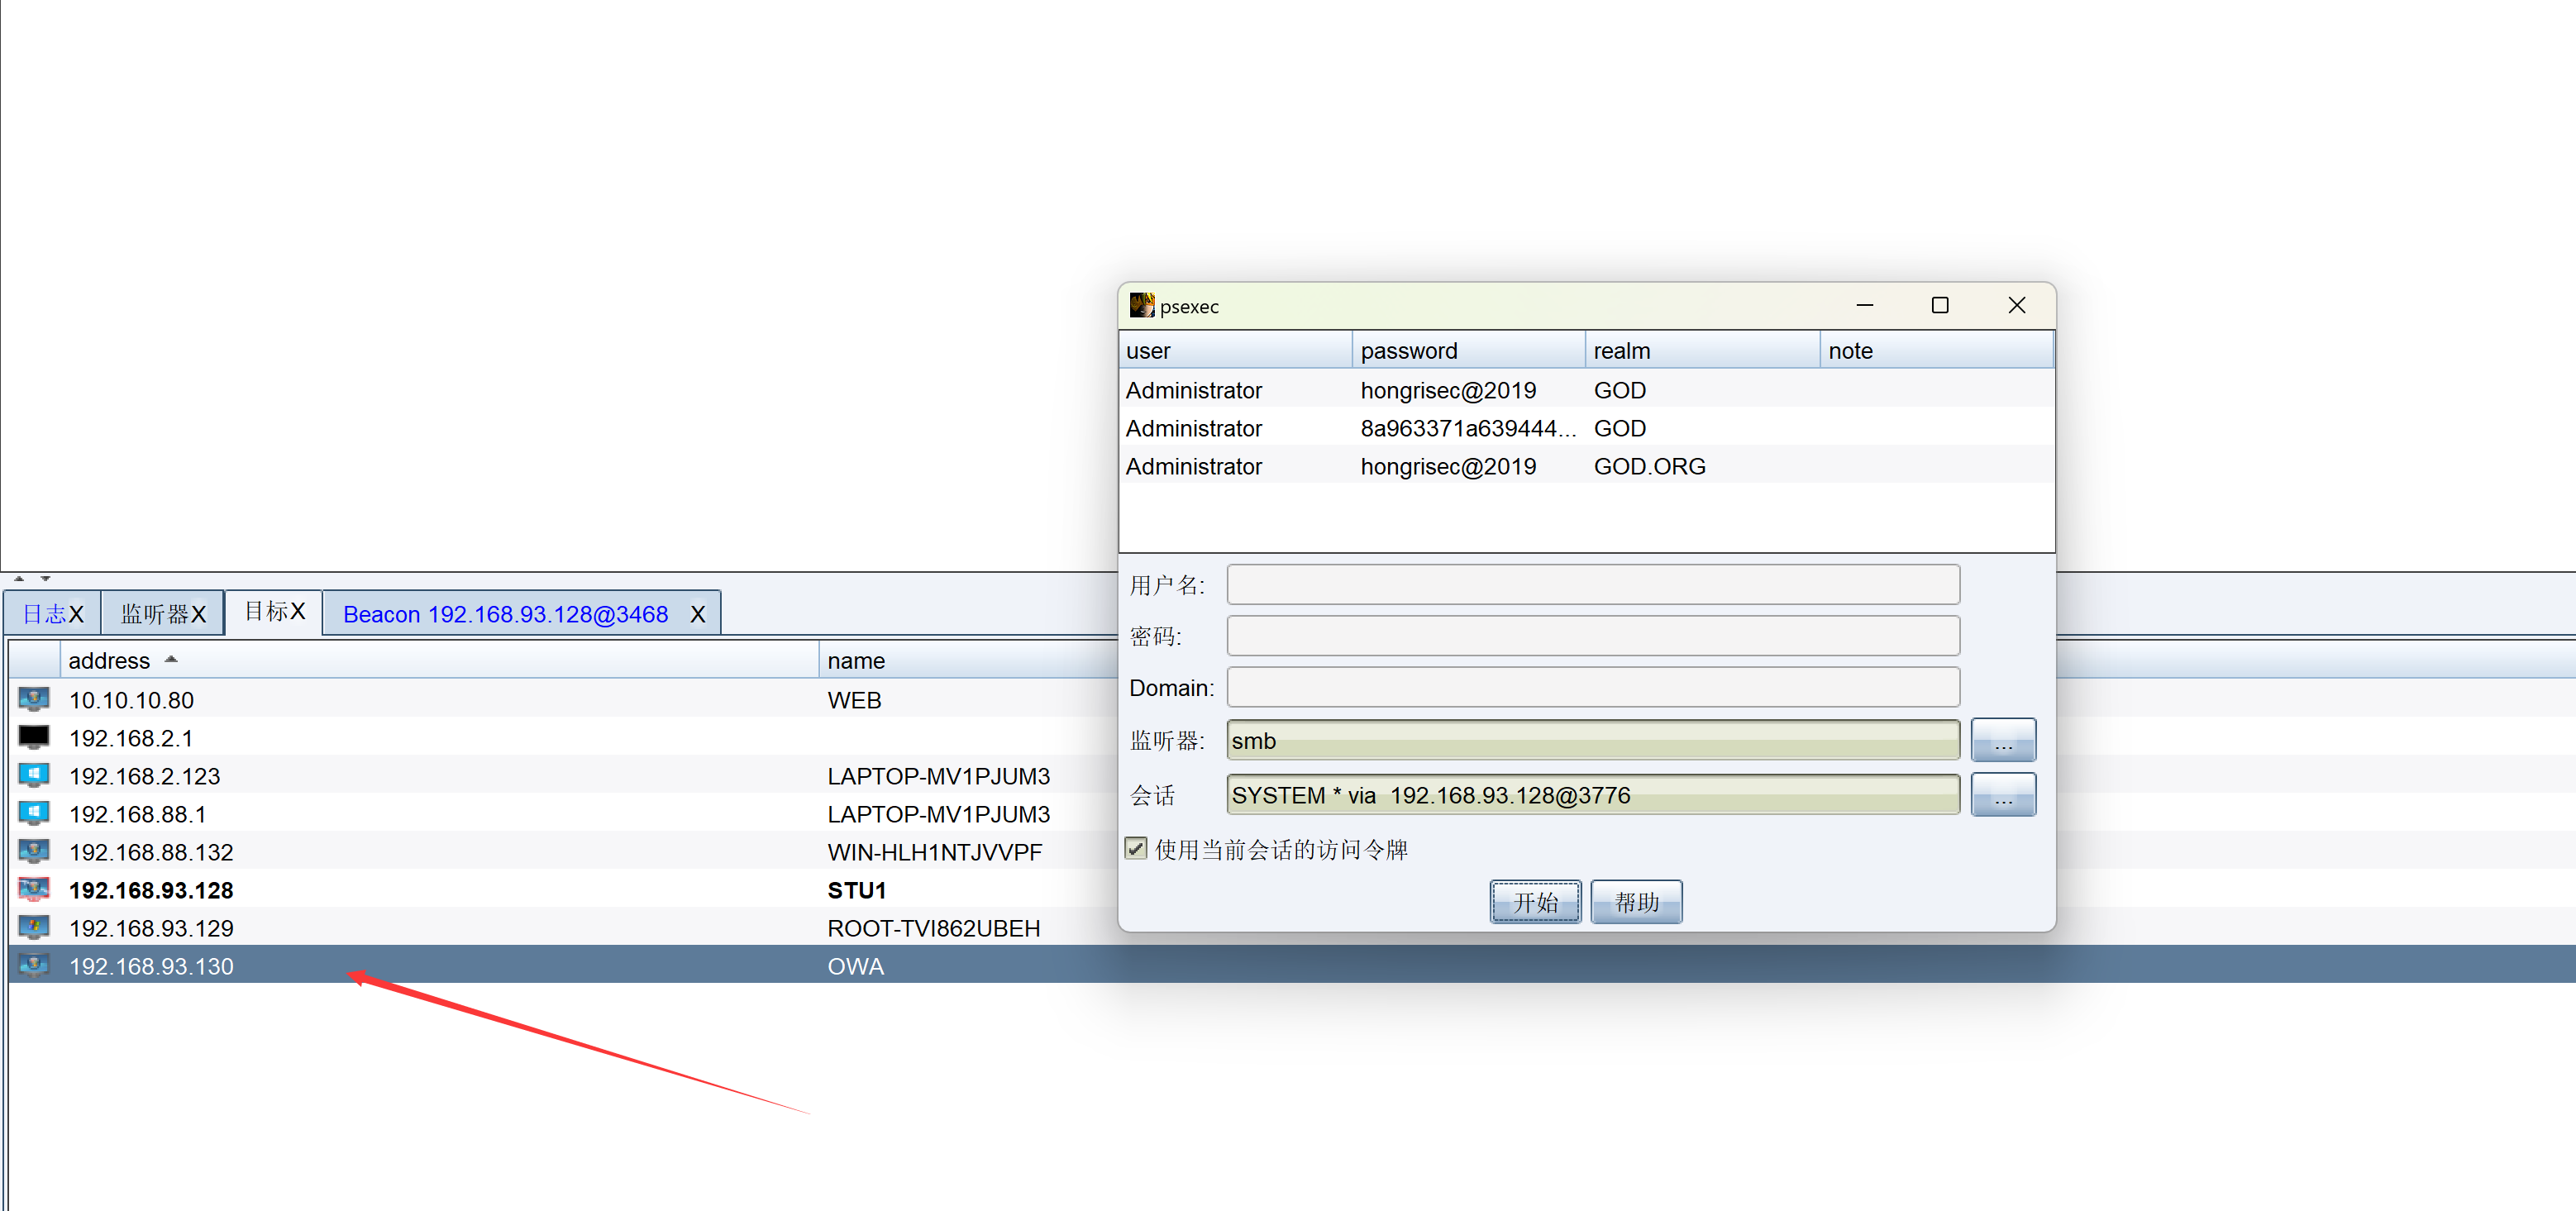 psexec
user password realm note
Administrator hongrisec@2019 GOD
Administrator 8a963371a639444... GOD
Administrator hongrisec@2019 GOD.ORG
用户名:
密码:
Domain:
监听器: smb ...
会话 SYSTEM * via 192.168.93.128@3776 ...
使用当前会话的访问令牌
开始 帮助
日志X 监听器X 目标X Beacon 192.168.93.128@3468 X
address name
10.10.10.80 WEB
192.168.2.1
192.168.2.123 LAPTOP-MV1PJUM3
192.168.88.1 LAPTOP-MV1PJUM3
192.168.88.132 WIN-HLH1NTJVVPF
192.168.93.128 STU1
192.168.93.129 ROOT-TVI862UBEH
192.168.93.130 OWA